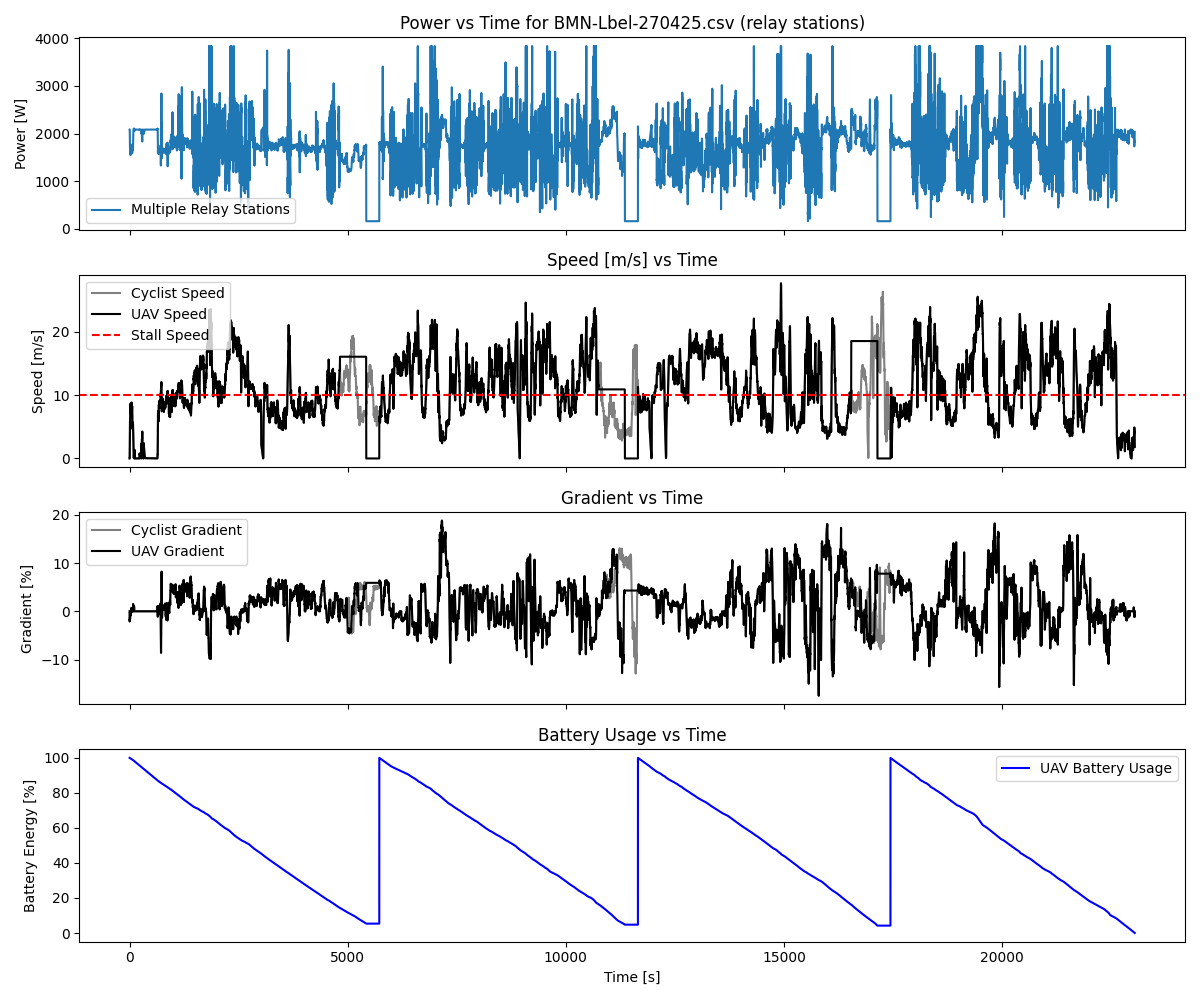 Power vs Time for BMN-Lbel-270425.csv (relay stations)
4000
3000
2000
1000
0
Power [W]
Multiple Relay Stations
Speed [m/s] vs Time
20
10
0
Speed [m/s]
Cyclist Speed
UAV Speed
Stall Speed
Gradient vs Time
20
10
0
−10
Gradient [%]
Cyclist Gradient
UAV Gradient
Battery Usage vs Time
100
80
60
40
20
0
Battery Energy [%]
UAV Battery Usage
0 5000 10000 15000 20000
Time [s]